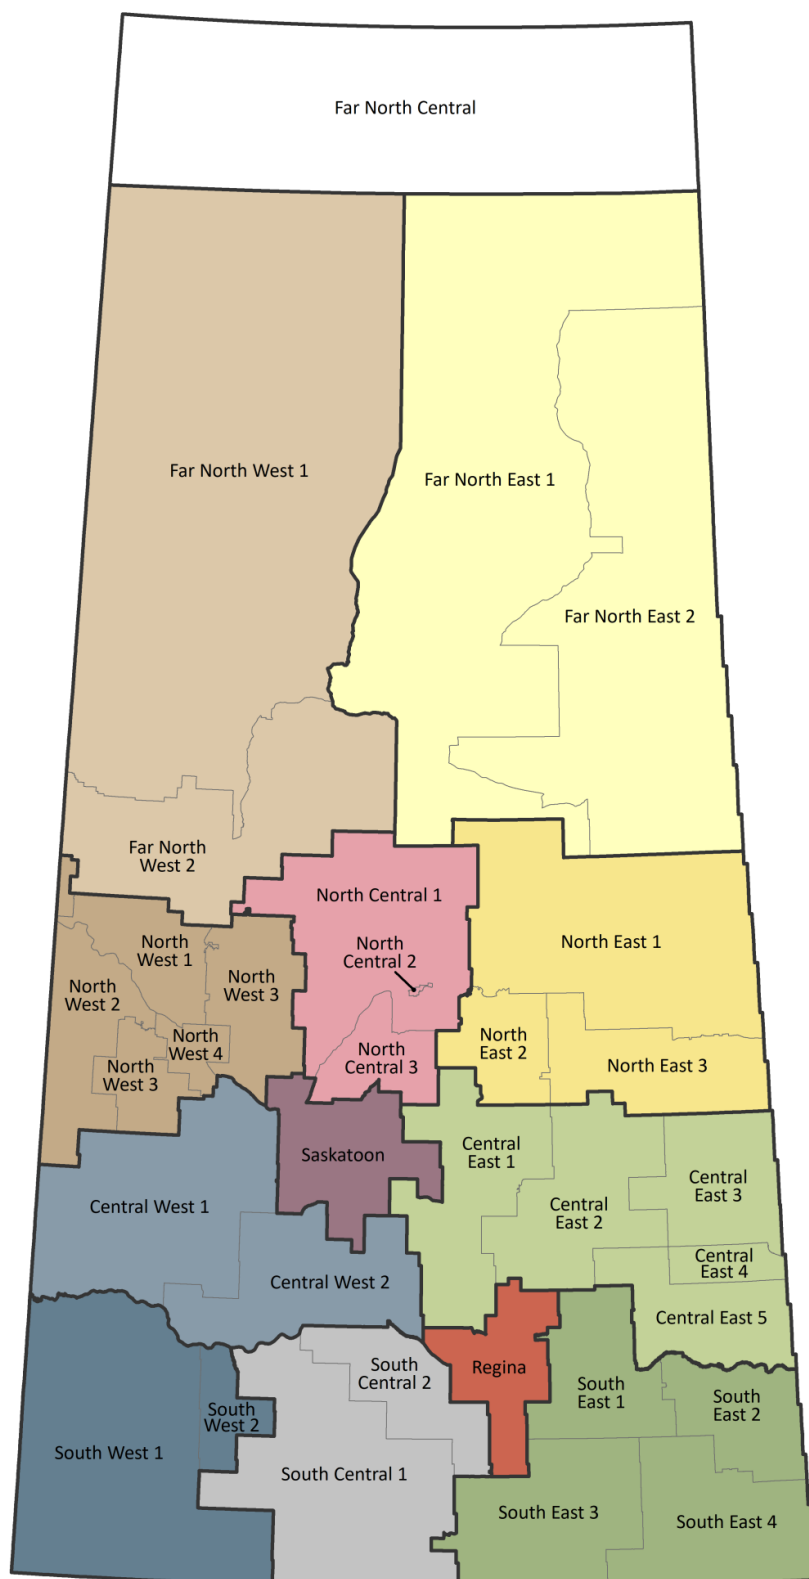 Far North Central
Far North West 1
Far North East 1
Far North East 2
Far North
West 2
North Central 1
North
West 1
North
Central 2
North East 1
North
West 2
North
West 3
North
West 4
North
East 2
North
West 3
North
Central 3
North East 3
Saskatoon
Central
East 1
Central
East 3
Central West 1
Central
East 2
Central
East 4
Central West 2
Central East 5
South
Central 2
Regina
South
East 1
South
East 2
South
West 2
South West 1
South Central 1
South East 3
South East 4